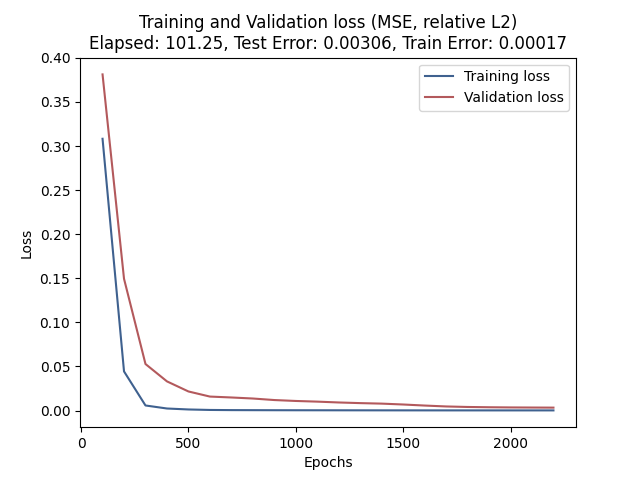 Training and Validation loss (MSE, relative L2)
Elapsed: 101.25, Test Error: 0.00306, Train Error: 0.00017
Training loss
Validation loss
0.40
0.35
0.30
0.25
0.20
0.15
0.10
0.05
0.00
Loss
0
500
1000
1500
2000
Epochs